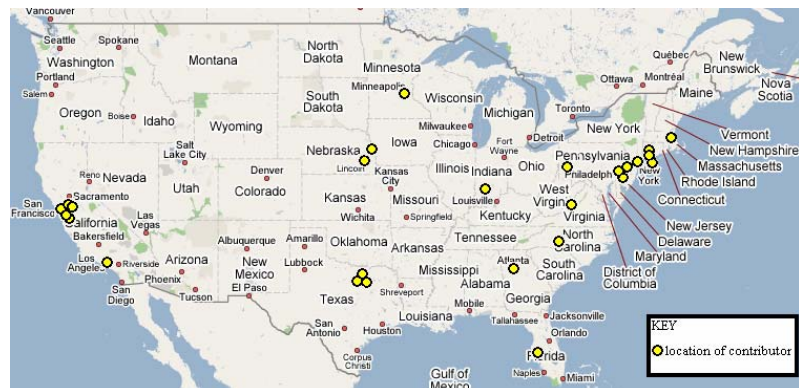 Vancouver
Seattle
Spokane
Washington
Portland
Salem
Oregon
Boise
Idaho
Montana
Wyoming
North
Dakota
South
Dakota
Minnesota
Minneapolis
Wisconsin
Michigan
Milwaukee
Chicago
Detroit
Fort
Wayne
Toronto
Ottawa
Montréal
Québec
New
Brunswick
Nova
Scotia
Maine
Vermont
New Hampshire
Massachusetts
Rhode Island
Connecticut
New York
New
York
Pennsylvania
Philadelph
New Jersey
Delaware
Maryland
District of
Columbia
Nebraska
Lincoln
Iowa
Illinois
Indiana
Ohio
West
Virgin
Virginia
Kentucky
Louisville
Kansas
City
Missouri
Springfield
Kansas
Wichita
Denver
Colorado
Salt
Lake City
Utah
Nevada
Reno
Sacramento
San
Francisco
California
Bakersfield
Las
Vegas
Los
Angeles
Riverside
San
Diego
Arizona
Phoenix
Tucson
Albuquerque
New
Mexico
El Paso
Amarillo
Lubbock
Oklahoma
Arkansas
Tennessee
North
Carolina
South
Carolina
Atlanta
Georgia
Alabama
Mississippi
Shreveport
Texas
San
Antonio
Houston
Corpus
Christi
Louisiana
Mobile
Tallahassee
Jacksonville
Orlando
Florida
Naples
Miami
Gulf of
Mexico
KEY
location of contributor